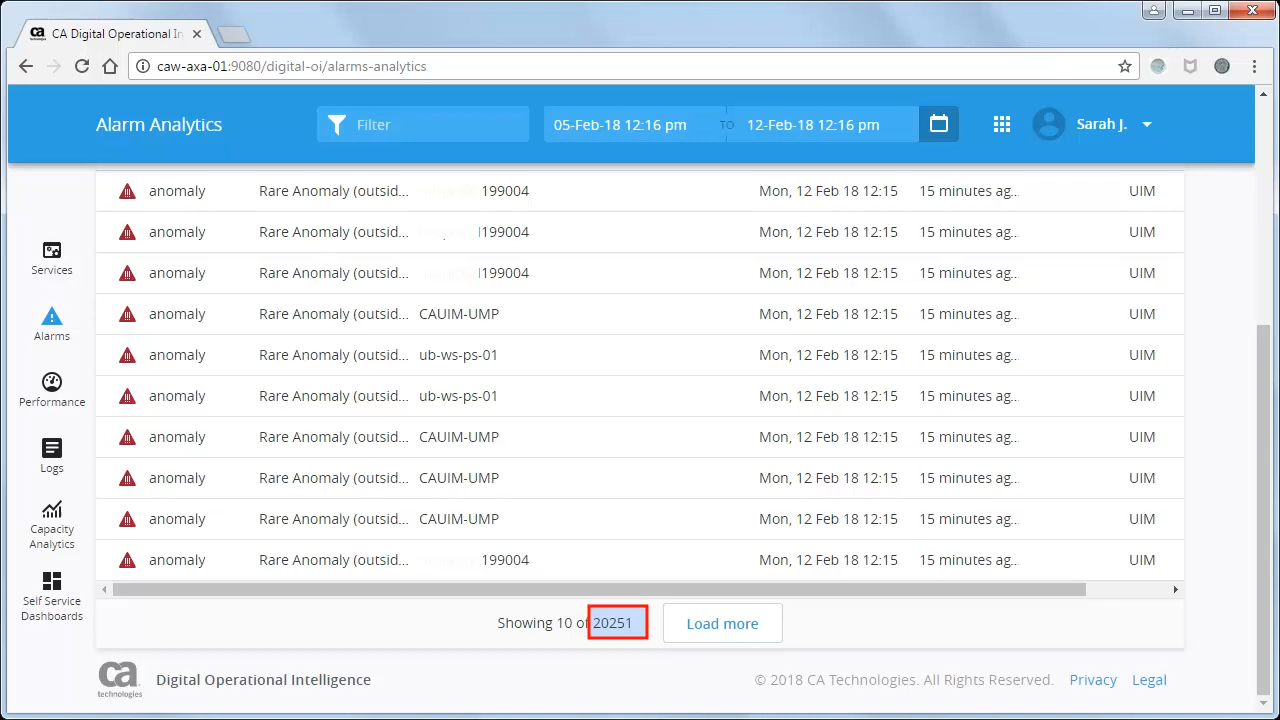 CA Digital Operational In
caw-axa-01:9080/digital-oi/alarms-analytics
Alarm Analytics
Filter
05-Feb-18 12:16 pm TO 12-Feb-18 12:16 pm
Sarah J.
anomaly Rare Anomaly (outsid... 199004 Mon, 12 Feb 18 12:15 15 minutes ag... UIM
anomaly Rare Anomaly (outsid... 199004 Mon, 12 Feb 18 12:15 15 minutes ag... UIM
anomaly Rare Anomaly (outsid... 199004 Mon, 12 Feb 18 12:15 15 minutes ag... UIM
anomaly Rare Anomaly (outsid... CAUIM-UMP Mon, 12 Feb 18 12:15 15 minutes ag... UIM
anomaly Rare Anomaly (outsid... ub-ws-ps-01 Mon, 12 Feb 18 12:15 15 minutes ag... UIM
anomaly Rare Anomaly (outsid... ub-ws-ps-01 Mon, 12 Feb 18 12:15 15 minutes ag... UIM
anomaly Rare Anomaly (outsid... CAUIM-UMP Mon, 12 Feb 18 12:15 15 minutes ag... UIM
anomaly Rare Anomaly (outsid... CAUIM-UMP Mon, 12 Feb 18 12:15 15 minutes ag... UIM
anomaly Rare Anomaly (outsid... CAUIM-UMP Mon, 12 Feb 18 12:15 15 minutes ag... UIM
anomaly Rare Anomaly (outsid... 199004 Mon, 12 Feb 18 12:15 15 minutes ag... UIM
Services
Alarms
Performance
Logs
Capacity
Analytics
Self Service
Dashboards
Showing 10 of 20251
Load more
ca
technologies
Digital Operational Intelligence
© 2018 CA Technologies. All Rights Reserved. Privacy Legal